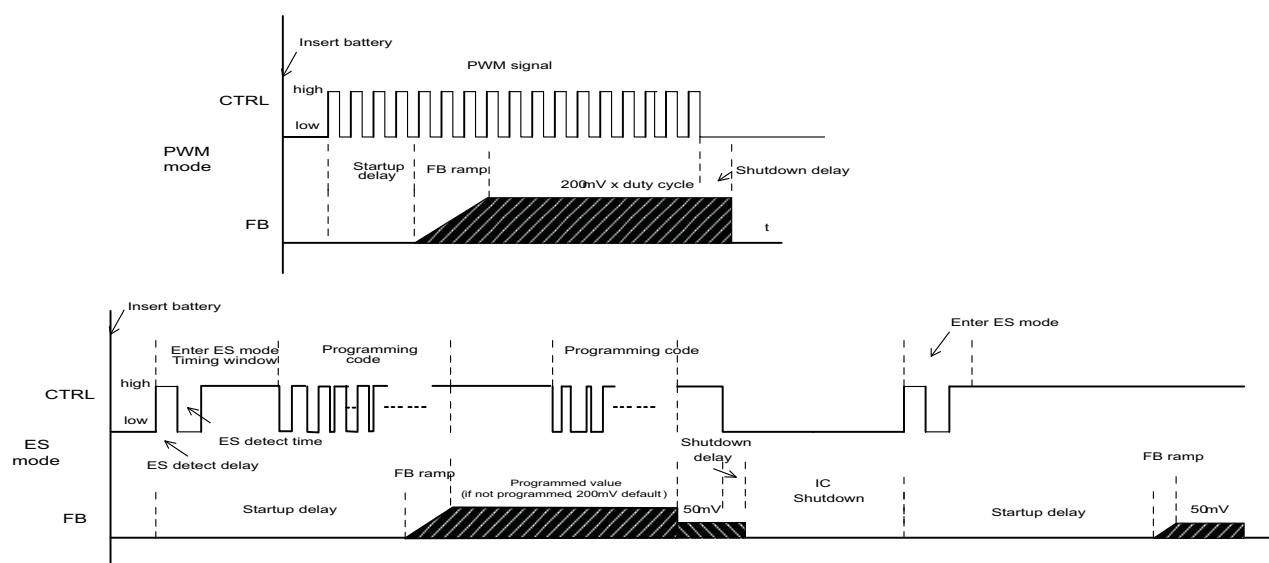 Insert battery
PWM signal
CTRL
high
low
PWM
mode
Startup
delay
FB ramp
200mV x duty cycle
Shutdown delay
FB
t
Insert battery
Enter ES mode
Enter ES mode
Timing window
Programming
code
Programming code
CTRL
high
low
ES
mode
ES detect time
ES detect delay
Shutdown
delay
FB ramp
FB ramp
Programmed value
(if not programmed, 200mV default )
IC
Shutdown
50mV
50mV
Startup delay
Startup delay
FB